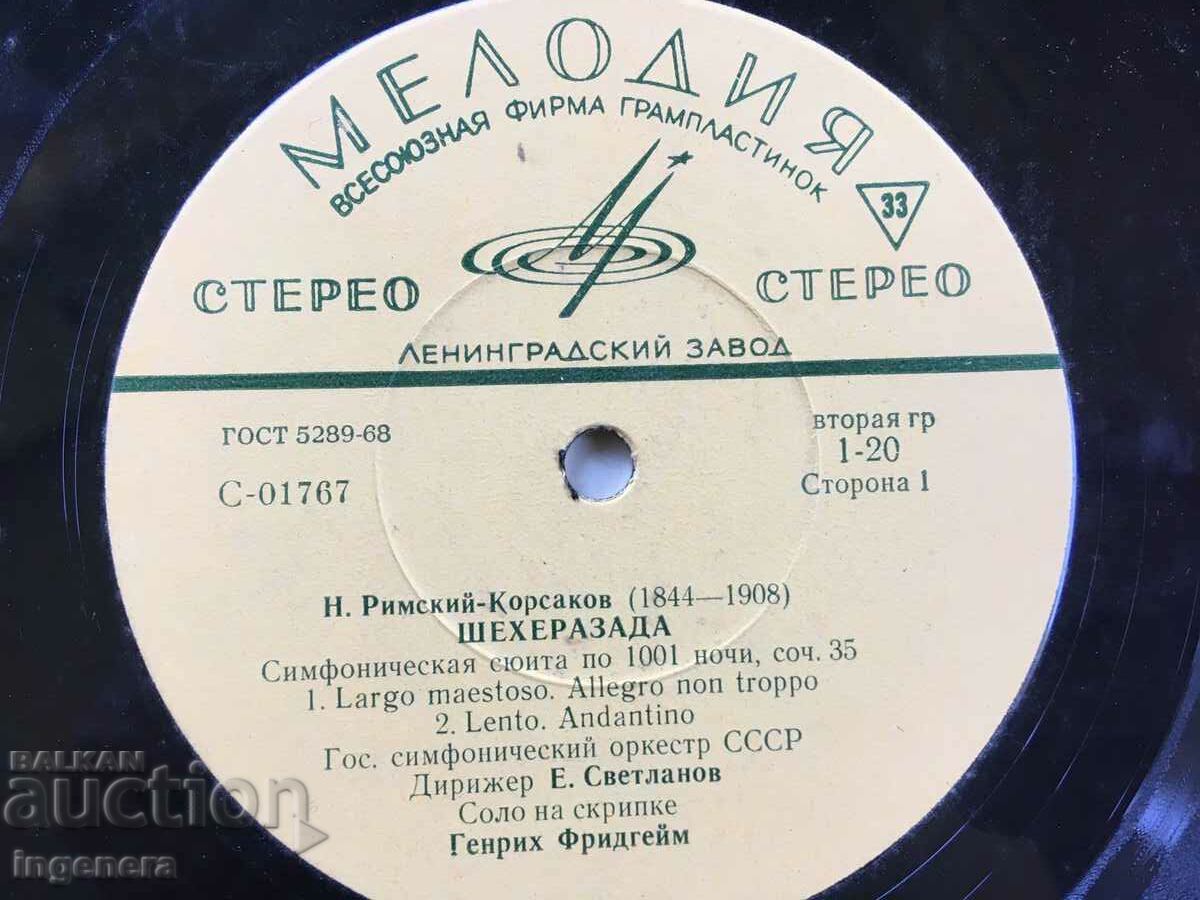 МЕЛОДИЯ
ВСЕСОЮЗНАЯ ФИРМА ГРАМПЛАСТИНОК
33
СТЕРЕО СТЕРЕО
ЛЕНИНГРАДСКИЙ ЗАВОД
ГОСТ 5289-68
С-01767
вторая гр
1-20
Сторона 1
Н. Римский-Корсаков (1844—1908)
ШЕХЕРАЗАДА
Симфоническая сюита по 1001 ночи, соч. 35
1. Largo maestoso. Allegro non troppo
2. Lento. Andantino
Гос. симфонический оркестр СССР
Дирижер Е. Светланов
Соло на скрипке
Генрих Фридгейм
BALKAN
auction
ingenera